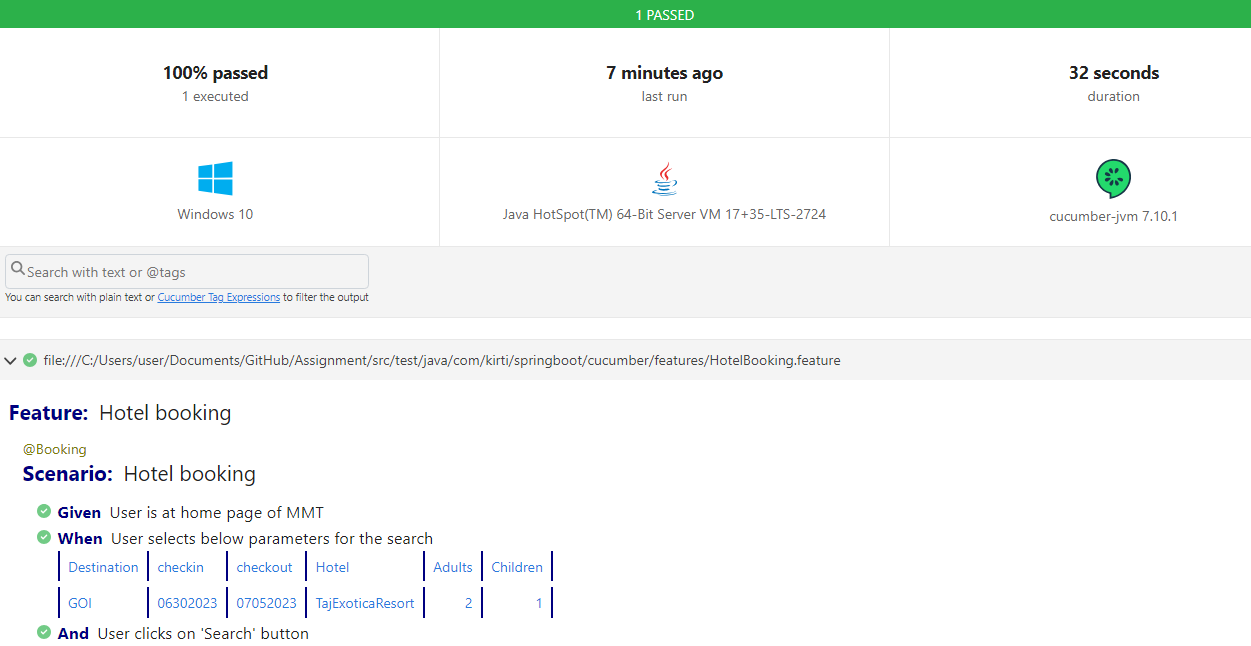 1 PASSED
100% passed 7 minutes ago 32 seconds
1 executed last run duration
Windows 10 Java HotSpot(TM) 64-Bit Server VM 17+35-LTS-2724 cucumber-jvm 7.10.1
Search with text or @tags
You can search with plain text or Cucumber Tag Expressions to filter the output
file:///C:/Users/user/Documents/GitHub/Assignment/src/test/java/com/kirti/springboot/cucumber/features/HotelBooking.feature
Feature: Hotel booking
@Booking
Scenario: Hotel booking
Given User is at home page of MMT
When User selects below parameters for the search
Destination checkin checkout Hotel Adults Children
GOI 06302023 07052023 TajExoticaResort 2 1
And User clicks on 'Search' button